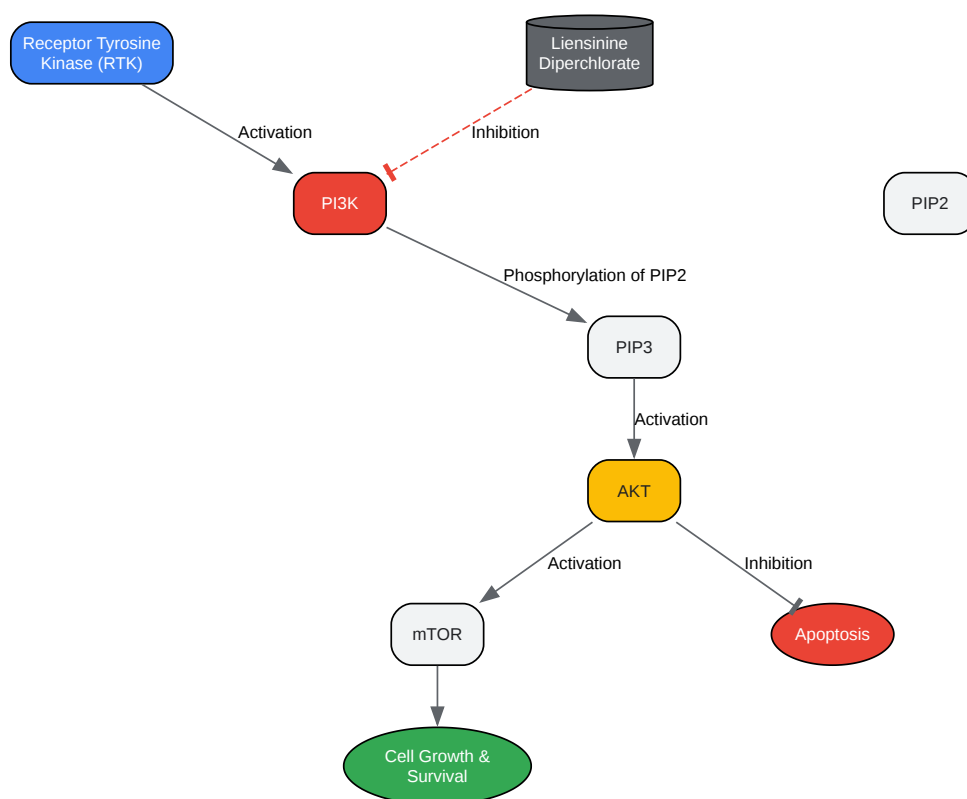 Receptor Tyrosine
Kinase (RTK)
Liensinine
Diperchlorate
Activation
Inhibition
PI3K
PIP2
Phosphorylation of PIP2
PIP3
Activation
AKT
Activation
Inhibition
mTOR
Apoptosis
Cell Growth &
Survival